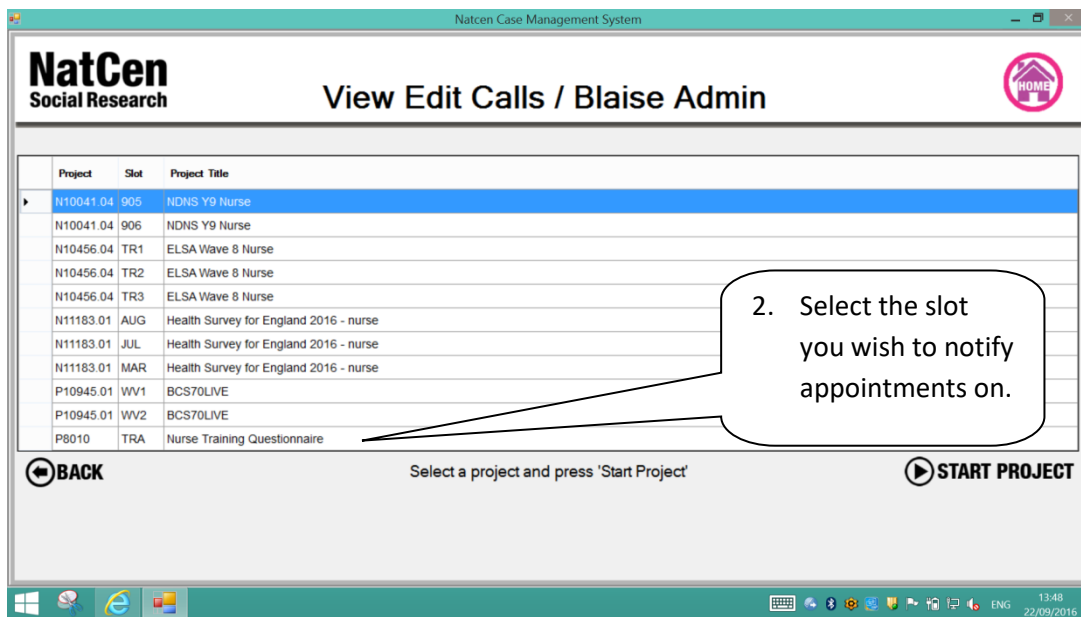 Natcen Case Management System
NatCen
Social Research
View Edit Calls / Blaise Admin
HOME
Project Slot Project Title
N10041.04 905 NDNS Y9 Nurse
N10041.04 906 NDNS Y9 Nurse
N10456.04 TR1 ELSA Wave 8 Nurse
N10456.04 TR2 ELSA Wave 8 Nurse
N10456.04 TR3 ELSA Wave 8 Nurse
N11183.01 AUG Health Survey for England 2016 - nurse
N11183.01 JUL Health Survey for England 2016 - nurse
N11183.01 MAR Health Survey for England 2016 - nurse
P10945.01 WV1 BCS70LIVE
P10945.01 WV2 BCS70LIVE
P8010 TRA Nurse Training Questionnaire
2. Select the slot
you wish to notify
appointments on.
BACK Select a project and press 'Start Project' START PROJECT
ENG 13:48
22/09/2016